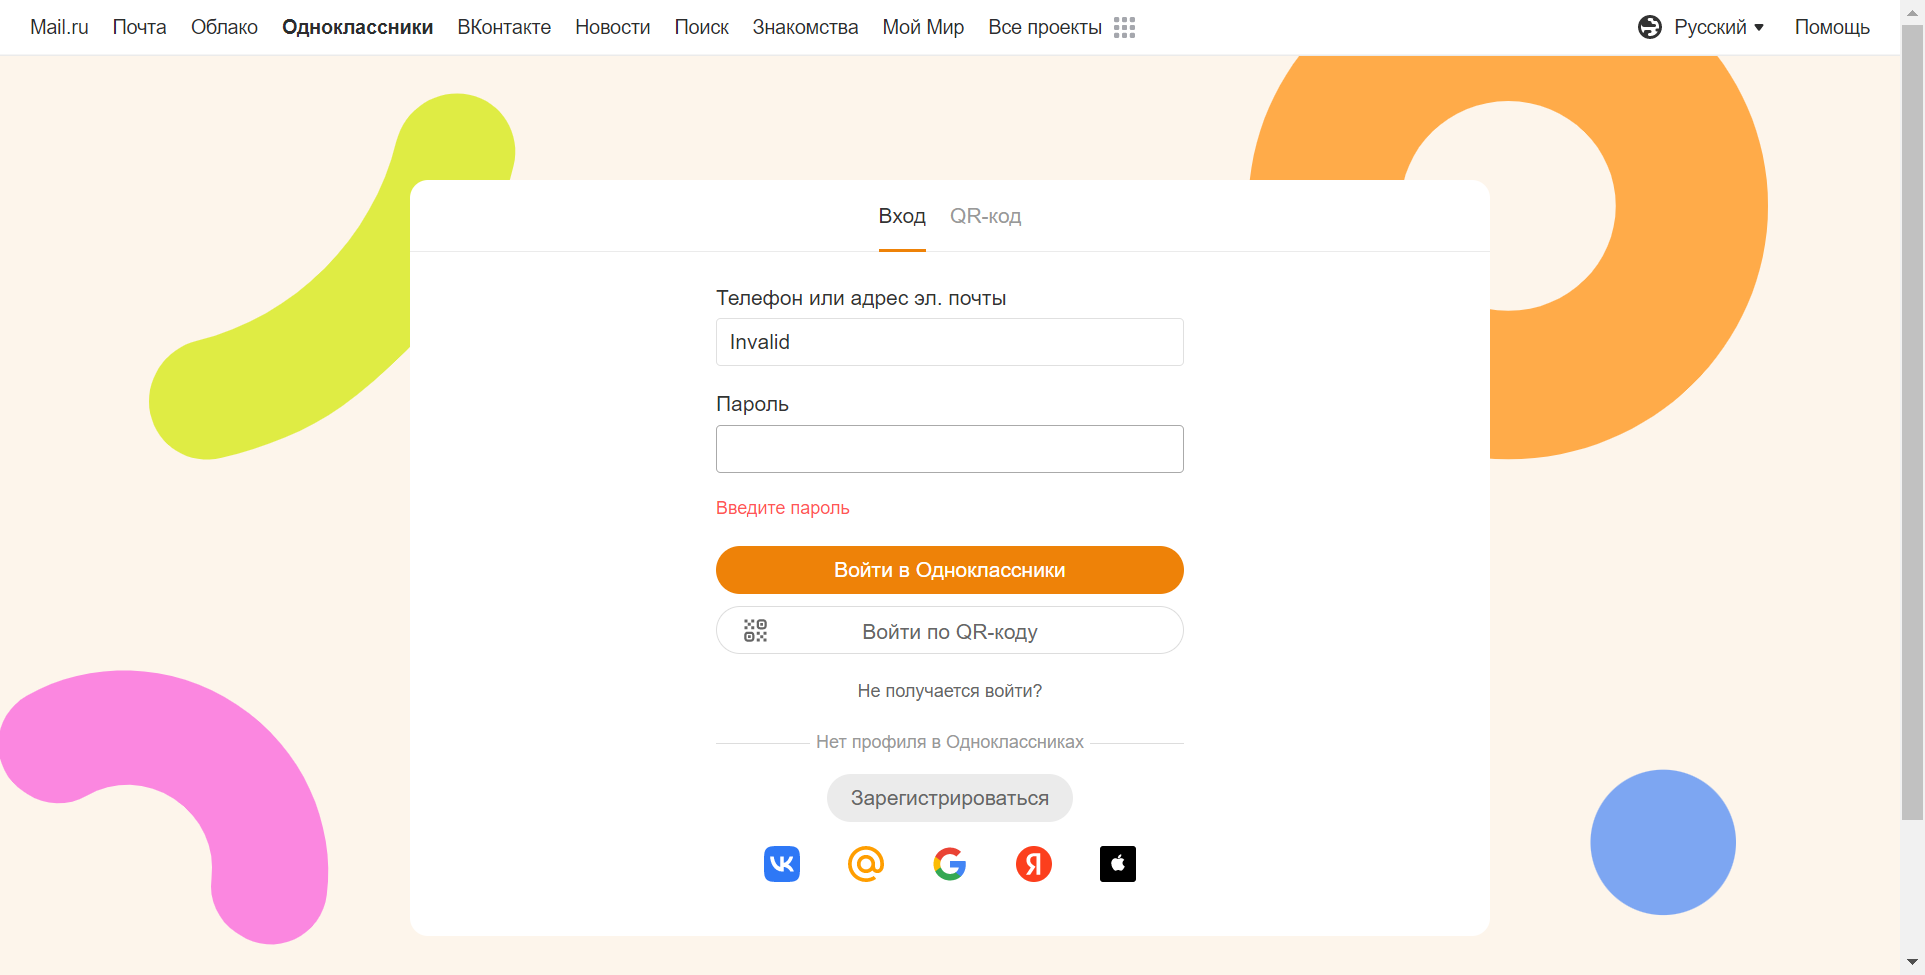 Mail.ru Почта Облако Одноклассники ВКонтакте Новости Поиск Знакомства Мой Мир Все проекты Русский Помощь
Вход QR-код
Телефон или адрес эл. почты
Invalid
Пароль
Введите пароль
Войти в Одноклассники
Войти по QR-коду
Не получается войти?
Нет профиля в Одноклассниках
Зарегистрироваться